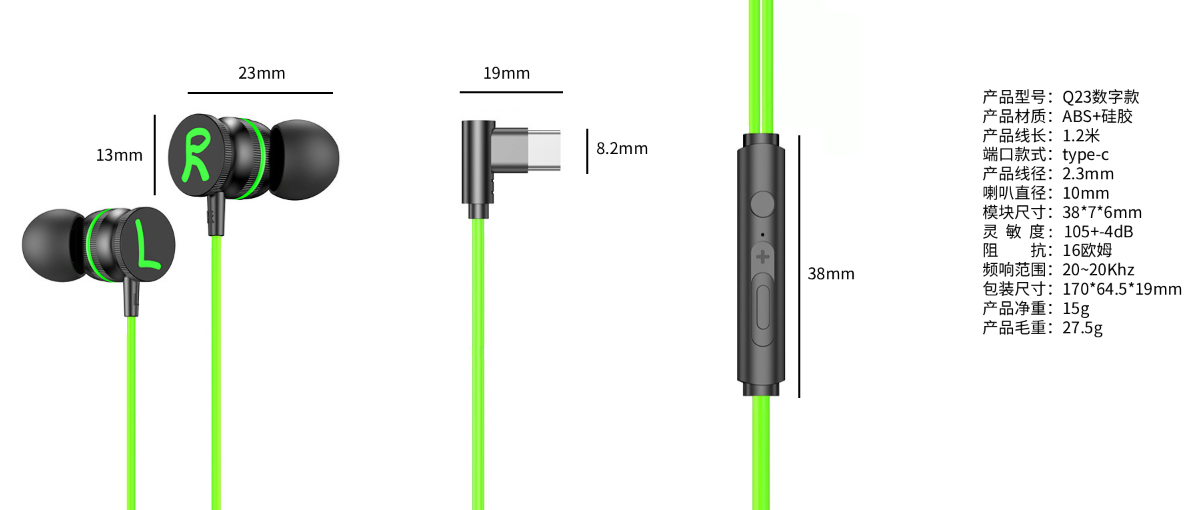 23mm
13mm
R
L
19mm
8.2mm
+
38mm
产品型号：Q23数字款
产品材质：ABS+硅胶
产品线长：1.2米
端口款式：type-c
产品线径：2.3mm
喇叭直径：10mm
模块尺寸：38*7*6mm
灵 敏 度：105+-4dB
阻 抗：16欧姆
频响范围：20~20Khz
包装尺寸：170*64.5*19mm
产品净重：15g
产品毛重：27.5g